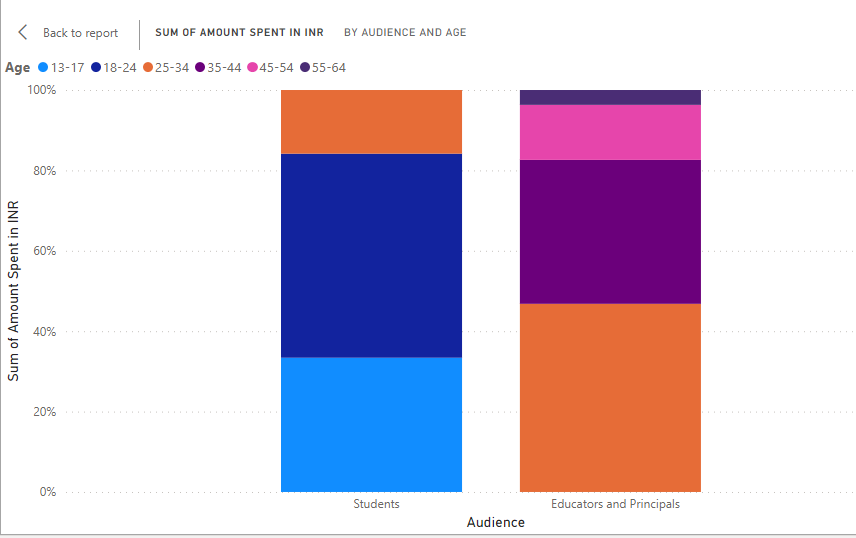 Back to report
SUM OF AMOUNT SPENT IN INR
BY AUDIENCE AND AGE
Age 13-17 18-24 25-34 35-44 45-54 55-64
100%
80%
60%
40%
20%
0%
Sum of Amount Spent in INR
Students
Educators and Principals
Audience